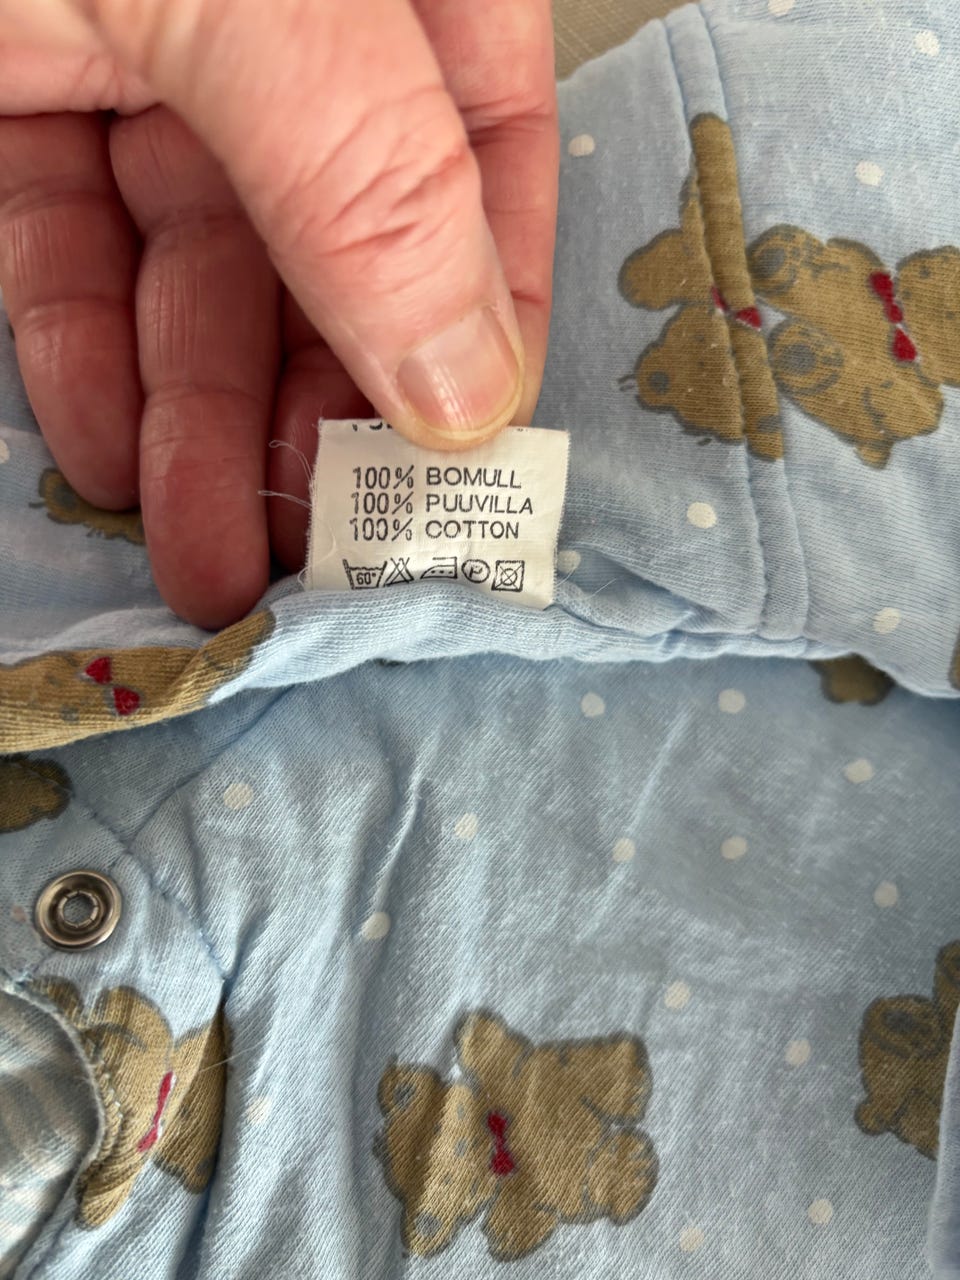 100% BOMULL
100% PUUVILLA
100% COTTON
60° P